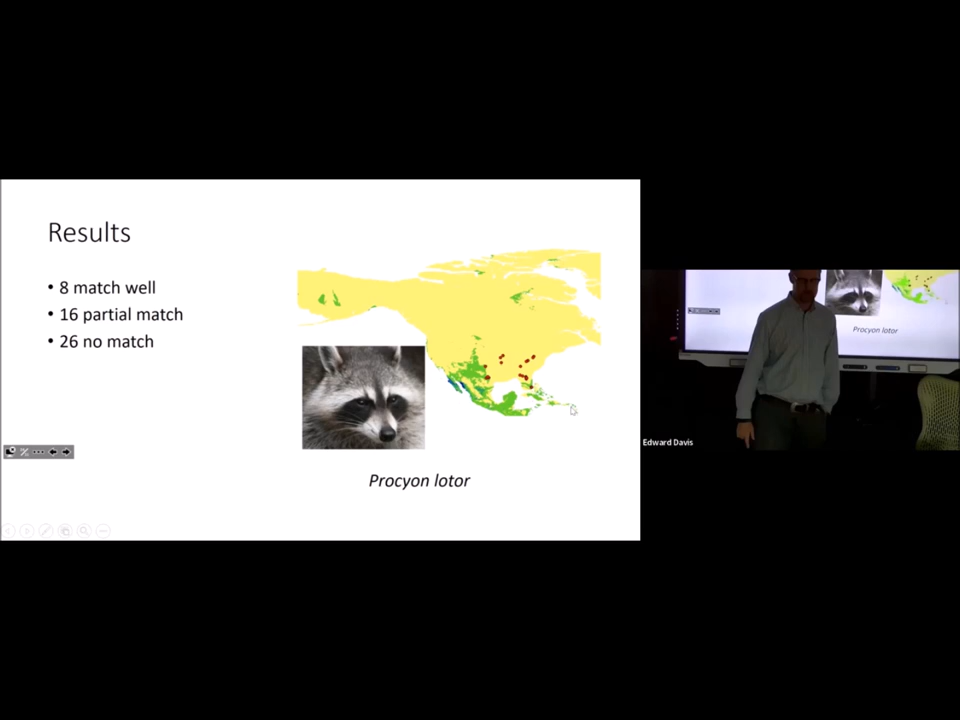 Results
• 8 match well
• 16 partial match
• 26 no match
Procyon lotor
Procyon lotor
Edward Davis